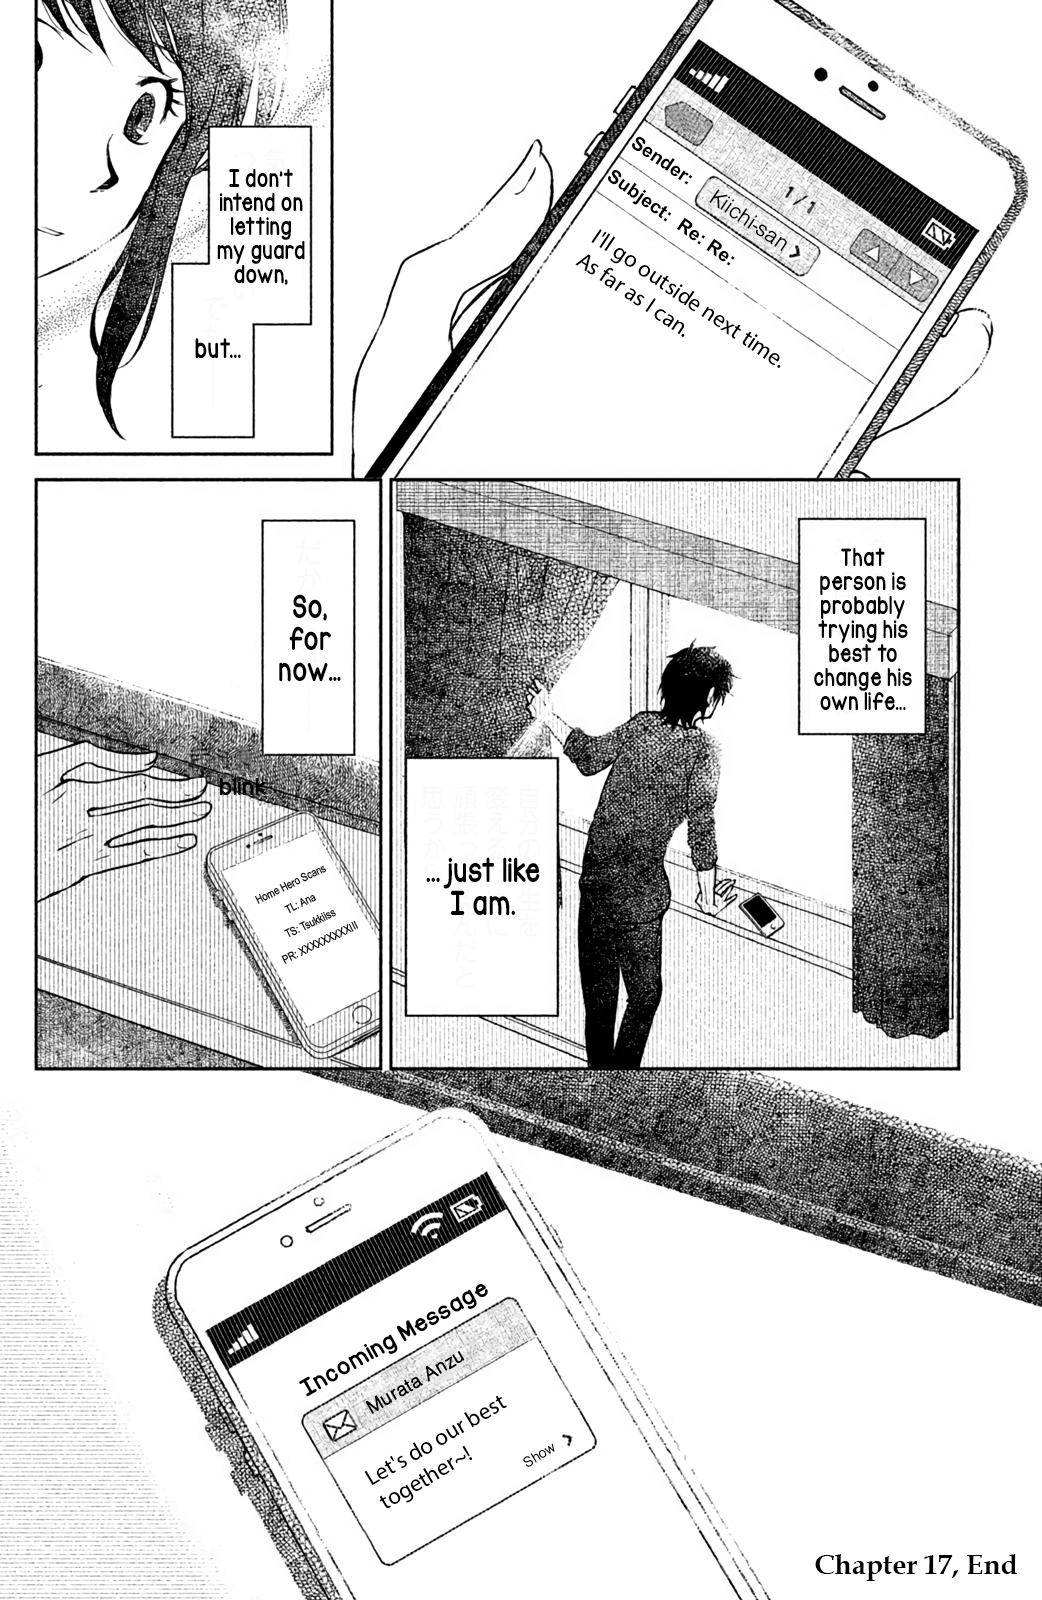 I don't
intend on
letting
my guard
down,
but...
1/1
Sender: Kiichi-san
Subject: Re: Re:
I'll go outside next time.
As far as I can.
That
person is
probably
trying his
best to
change his
own life...
... just like
I am.
So,
for
now...
blink
Home Hero Scans
TL: Ana
TS: Tsukkiiss
Incoming Message
Murata Anzu
Let's do our best
together~!
Show
Chapter 17, End